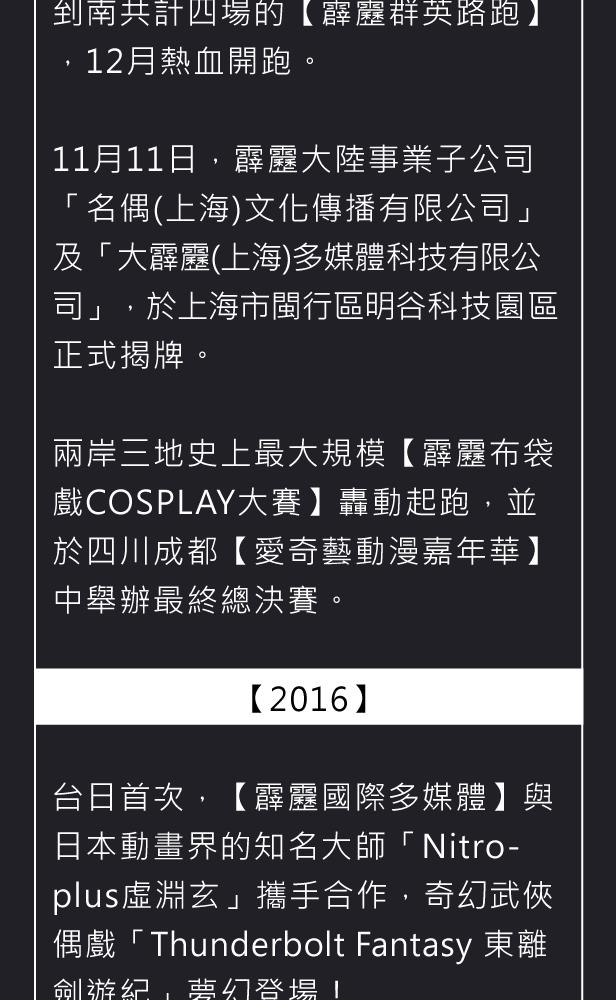 到南共計四場的【霹靂群英路跑】
，12月熱血開跑。
11月11日，霹靂大陸事業子公司
「名偶(上海)文化傳播有限公司」
及「大霹靂(上海)多媒體科技有限公
司」，於上海市閩行區明谷科技園區
正式揭牌。
兩岸三地史上最大規模【霹靂布袋
戲COSPLAY大賽】轟動起跑，並
於四川成都【愛奇藝動漫嘉年華】
中舉辦最終總決賽。
【2016】
台日首次，【霹靂國際多媒體】與
日本動畫界的知名大師「Nitro-
plus虛淵玄」攜手合作，奇幻武俠
偶戲「Thunderbolt Fantasy 東離
劍遊紀」夢幻登場！